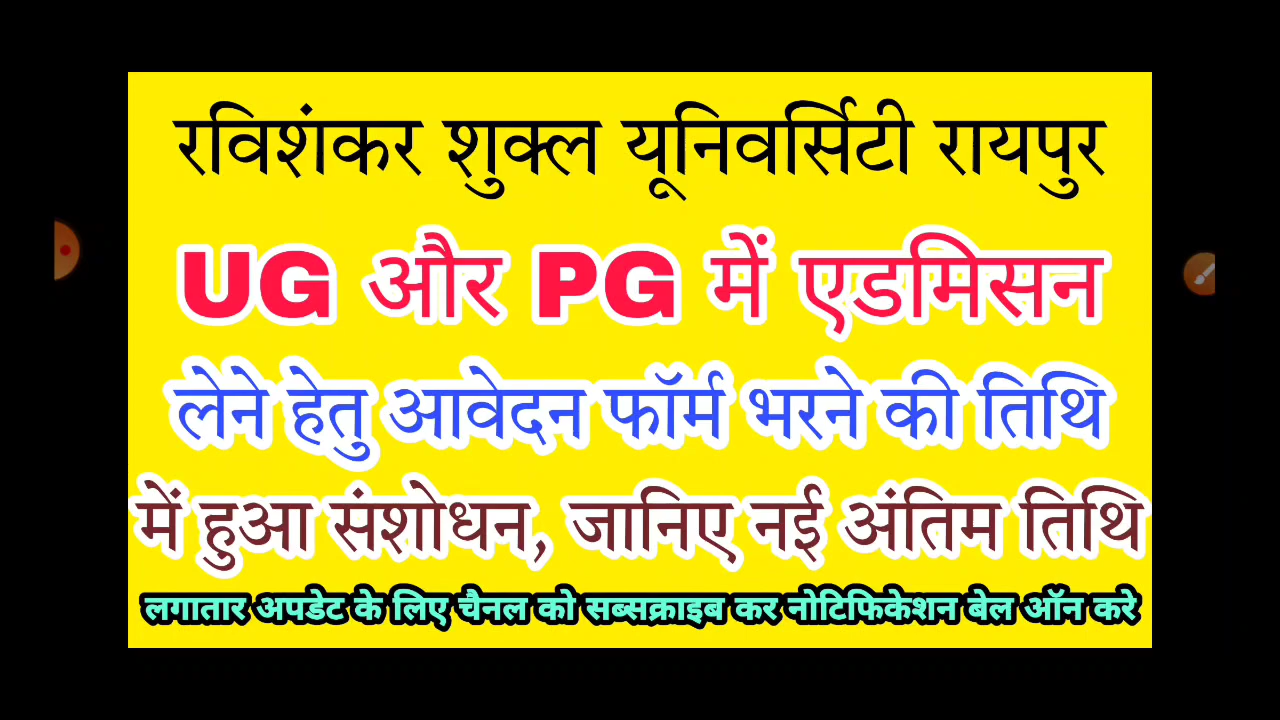 रविशंकर शुक्ल यूनिवर्सिटी रायपुर
UG और PG में एडमिसन
लेने हेतु आवेदन फॉर्म भरने की तिथि
में हुआ संशोधन, जानिए नई अंतिम तिथि
लगातार अपडेट के लिए चैनल को सब्सक्राइब कर नोटिफिकेशन बेल ऑन करे